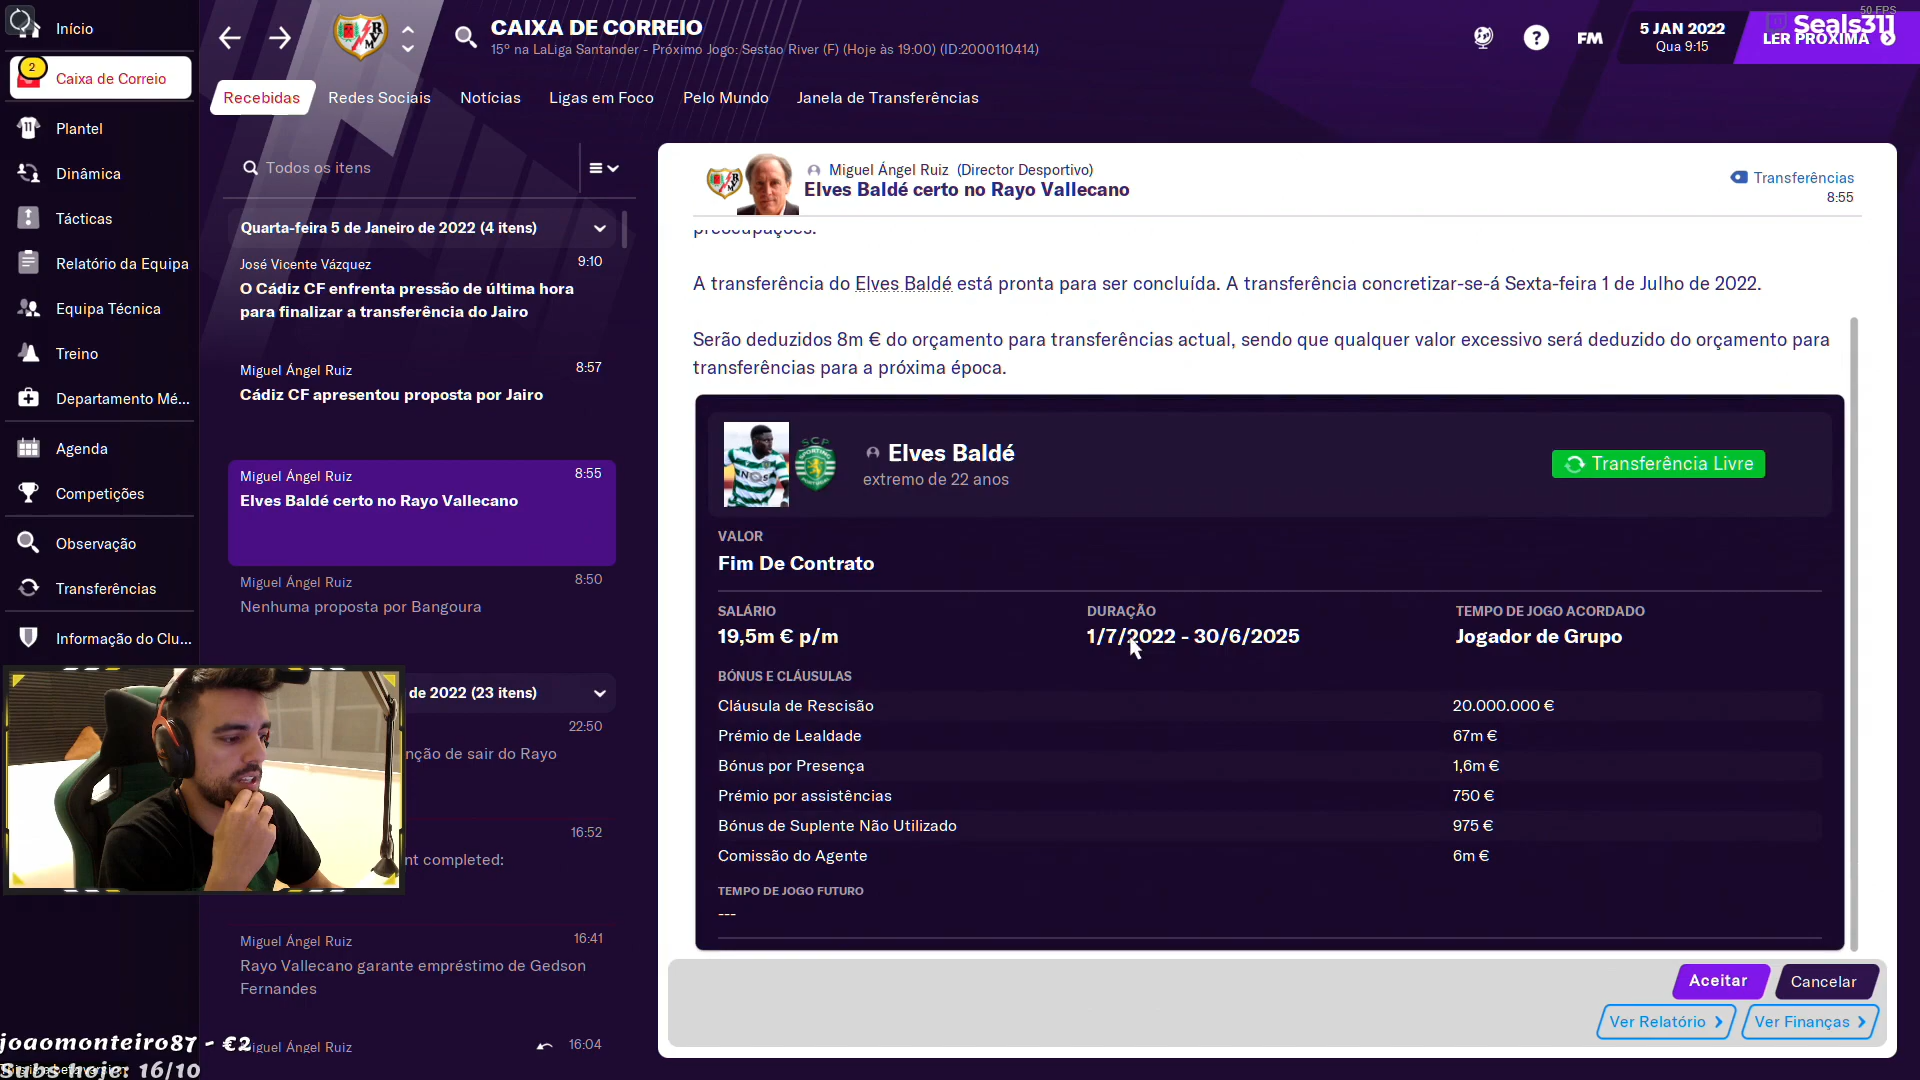 Início
2
Caixa de Correio
Plantel
Dinâmica
Tácticas
Relatório da Equipa
Equipa Técnica
Treino
Departamento Mé...
Agenda
Competições
Observação
Transferências
Informação do Clu...
CAIXA DE CORREIO
15º na LaLiga Santander - Próximo Jogo: Sestao River (F) (Hoje às 19:00) (ID:2000110414)
FM
5 JAN 2022
Qua 9:15
50 FPS
Seals311
LER PRÓXIMA
Recebidas
Redes Sociais
Notícias
Ligas em Foco
Pelo Mundo
Janela de Transferências
Todos os itens
Quarta-feira 5 de Janeiro de 2022 (4 itens)
José Vicente Vázquez 9:10
O Cádiz CF enfrenta pressão de última hora
para finalizar a transferência do Jairo
Miguel Ángel Ruiz 8:57
Cádiz CF apresentou proposta por Jairo
Miguel Ángel Ruiz 8:55
Elves Baldé certo no Rayo Vallecano
Miguel Ángel Ruiz 8:50
Nenhuma proposta por Bangoura
de 2022 (23 itens)
22:50
nção de sair do Rayo
16:52
nt completed:
Miguel Ángel Ruiz 16:41
Rayo Vallecano garante empréstimo de Gedson
Fernandes
iguel Ángel Ruiz 16:04
Miguel Ángel Ruiz (Director Desportivo)
Elves Baldé certo no Rayo Vallecano
Transferências
8:55
preocupações.
A transferência do Elves Baldé está pronta para ser concluída. A transferência concretizar-se-á Sexta-feira 1 de Julho de 2022.
Serão deduzidos 8m € do orçamento para transferências actual, sendo que qualquer valor excessivo será deduzido do orçamento para
transferências para a próxima época.
SCP
SPORTING
PORTUGAL
NOS
Elves Baldé
extremo de 22 anos
Transferência Livre
VALOR
Fim De Contrato
SALÁRIO
19,5m € p/m
DURAÇÃO
1/7/2022 - 30/6/2025
TEMPO DE JOGO ACORDADO
Jogador de Grupo
BÓNUS E CLÁUSULAS
Cláusula de Rescisão 20.000.000 €
Prémio de Lealdade 67m €
Bónus por Presença 1,6m €
Prémio por assistências 750 €
Bónus de Suplente Não Utilizado 975 €
Comissão do Agente 6m €
TEMPO DE JOGO FUTURO
---
Aceitar
Cancelar
Ver Relatório
Ver Finanças
joaomonteiro87 - €2
Subs hoje: 16/10